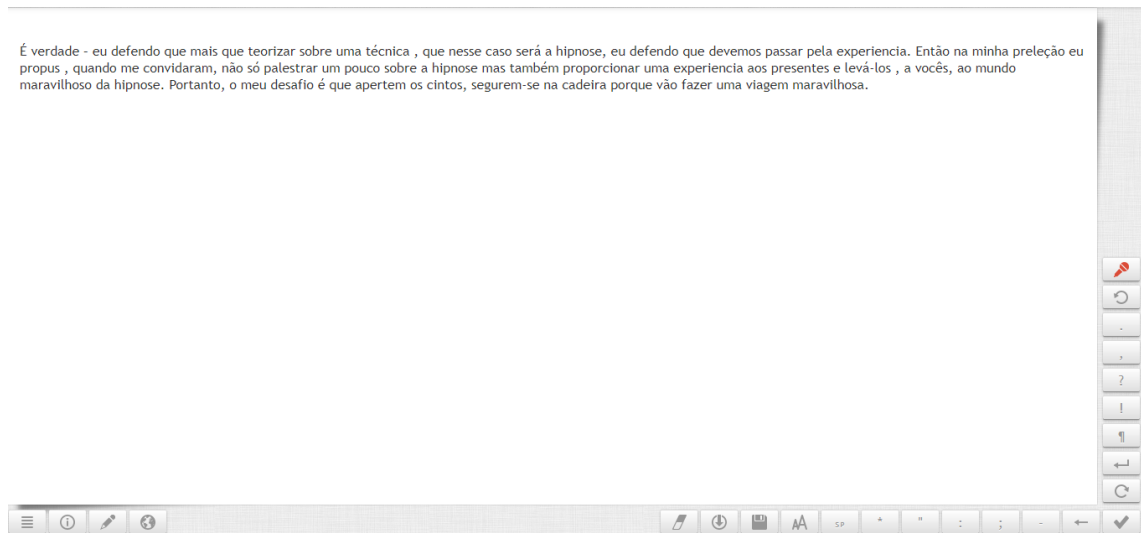 É verdade - eu defendo que mais que teorizar sobre uma técnica , que nesse caso será a hipnose, eu defendo que devemos passar pela experiencia. Então na minha preleção eu
propus , quando me convidaram, não só palestrar um pouco sobre a hipnose mas também proporcionar uma experiencia aos presentes e levá-los , a vocês, ao mundo
maravilhoso da hipnose. Portanto, o meu desafio é que apertem os cintos, segurem-se na cadeira porque vão fazer uma viagem maravilhosa.
.
,
?
!
¶
AA
SP
*
"
:
;
-